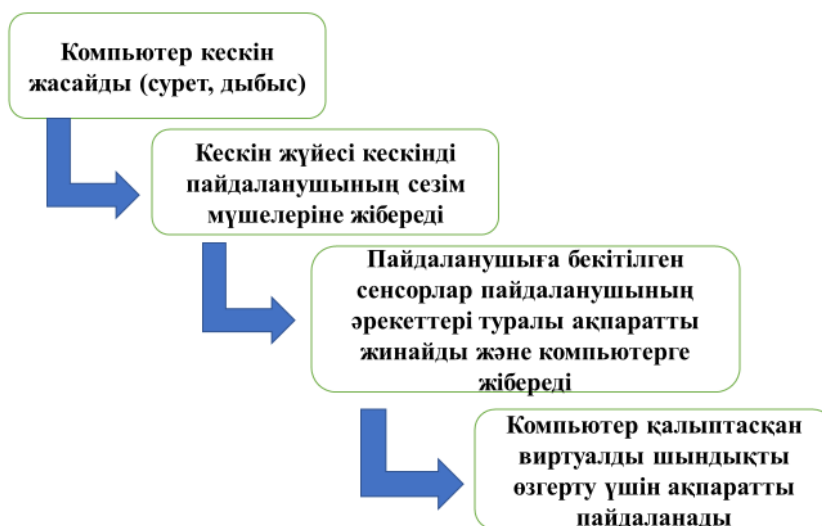 Компьютер кескін
жасайды (сурет, дыбыс)
Кескін жүйесі кескінді
пайдаланушының сезім
мүшелеріне жібереді
Пайдаланушыға бекітілген
сенсорлар пайдаланушының
әрекеттері туралы ақпаратты
жинайды және компьютерге
жібереді
Компьютер қалыптасқан
виртуалды шындықты
өзгерту үшін ақпаратты
пайдаланады